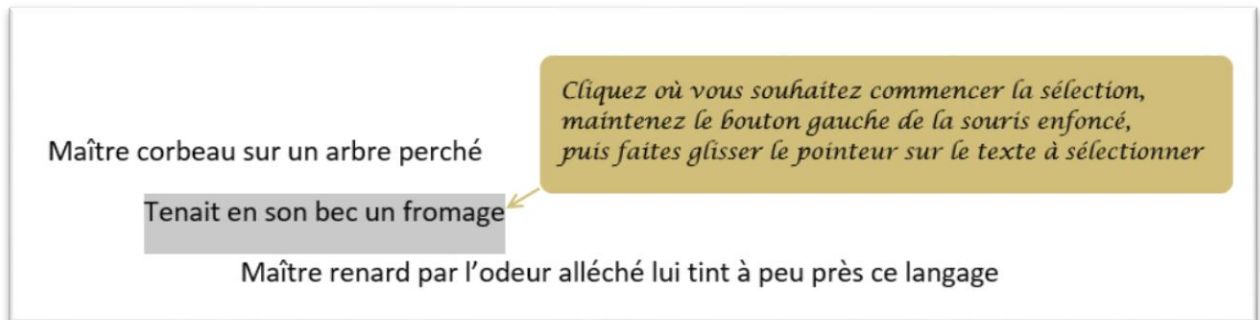 Cliquez où vous souhaitez commencer la sélection,
maintenez le bouton gauche de la souris enfoncé,
puis faites glisser le pointeur sur le texte à sélectionner
Maître corbeau sur un arbre perché
Tenait en son bec un fromage
Maître renard par l’odeur alléché lui tint à peu près ce langage